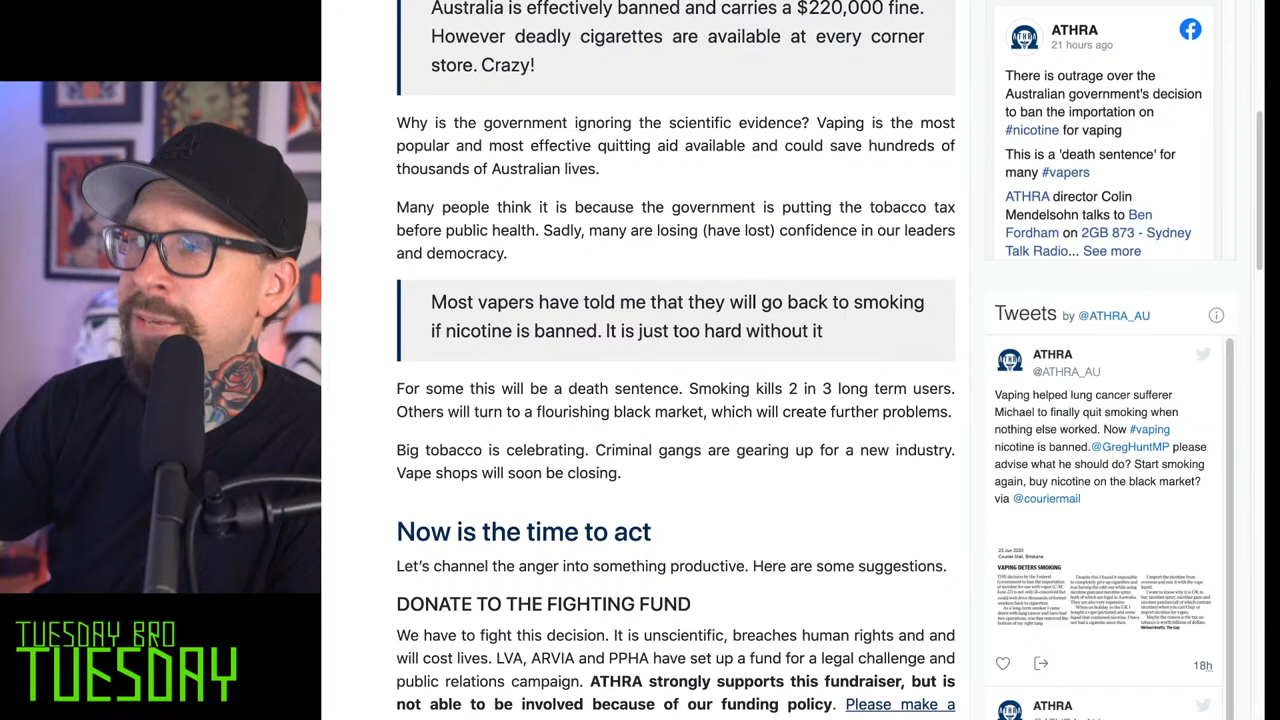 Australia is effectively banned and carries a $220,000 fine.
However deadly cigarettes are available at every corner
store. Crazy!
Why is the government ignoring the scientific evidence? Vaping is the most
popular and most effective quitting aid available and could save hundreds of
thousands of Australian lives.
Many people think it is because the government is putting the tobacco tax
before public health. Sadly, many are losing (have lost) confidence in our leaders
and democracy.
Most vapers have told me that they will go back to smoking
if nicotine is banned. It is just too hard without it
For some this will be a death sentence. Smoking kills 2 in 3 long term users.
Others will turn to a flourishing black market, which will create further problems.
Big tobacco is celebrating. Criminal gangs are gearing up for a new industry.
Vape shops will soon be closing.
Now is the time to act
Let's channel the anger into something productive. Here are some suggestions.
DONATE TO THE FIGHTING FUND
We must fight this decision. It is unscientific, breaches human rights and and
will cost lives. LVA, ARVIA and PPHA have set up a fund for a legal challenge and
public relations campaign. ATHRA strongly supports this fundraiser, but is
not able to be involved because of our funding policy. Please make a
ATHRA
21 hours ago
There is outrage over the
Australian government's decision
to ban the importation on
#nicotine for vaping
This is a 'death sentence' for
many #vapers
ATHRA director Colin
Mendelsohn talks to Ben
Fordham on 2GB 873 - Sydney
Talk Radio... See more
Tweets by @ATHRA_AU
ATHRA
@ATHRA_AU
Vaping helped lung cancer sufferer
Michael to finally quit smoking when
nothing else worked. Now #vaping
nicotine is banned.@GregHuntMP please
advise what he should do? Start smoking
again, buy nicotine on the black market?
via @couriermail
23 Jun 2020
Courier Mail, Brisbane
VAPING DETERS SMOKING
18h
ATHRA
TUESDAY BRO
TUESDAY